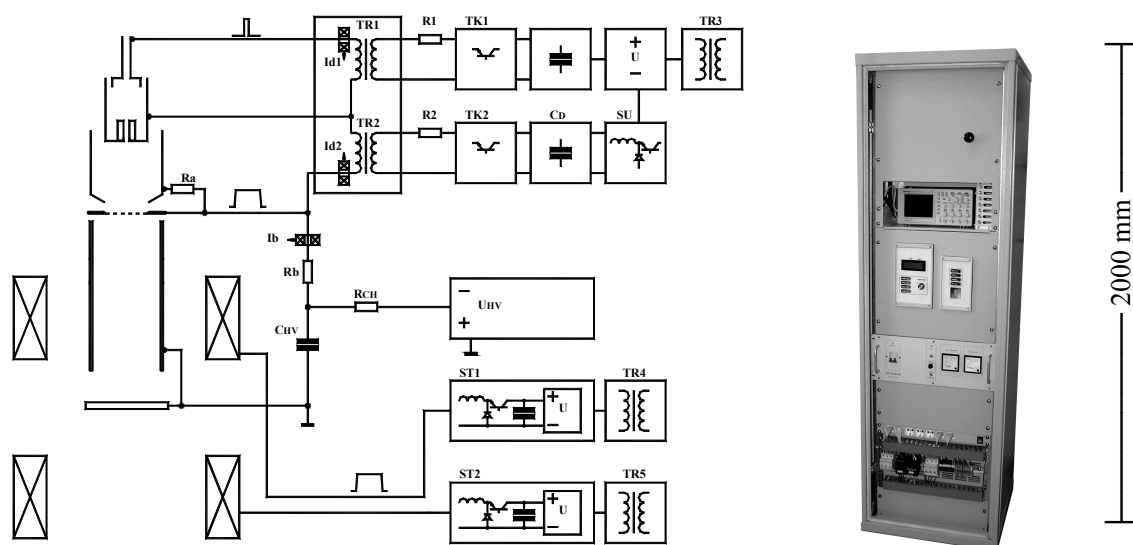 TR1
R1
TK1
TR3
Id1
+
U
−
TR2
R2
TK2
CD
SU
Id2
Ra
Ib
Rb
RCH
−
UHV
+
CHV
ST1
TR4
+
U
−
ST2
TR5
+
U
−
2000 mm